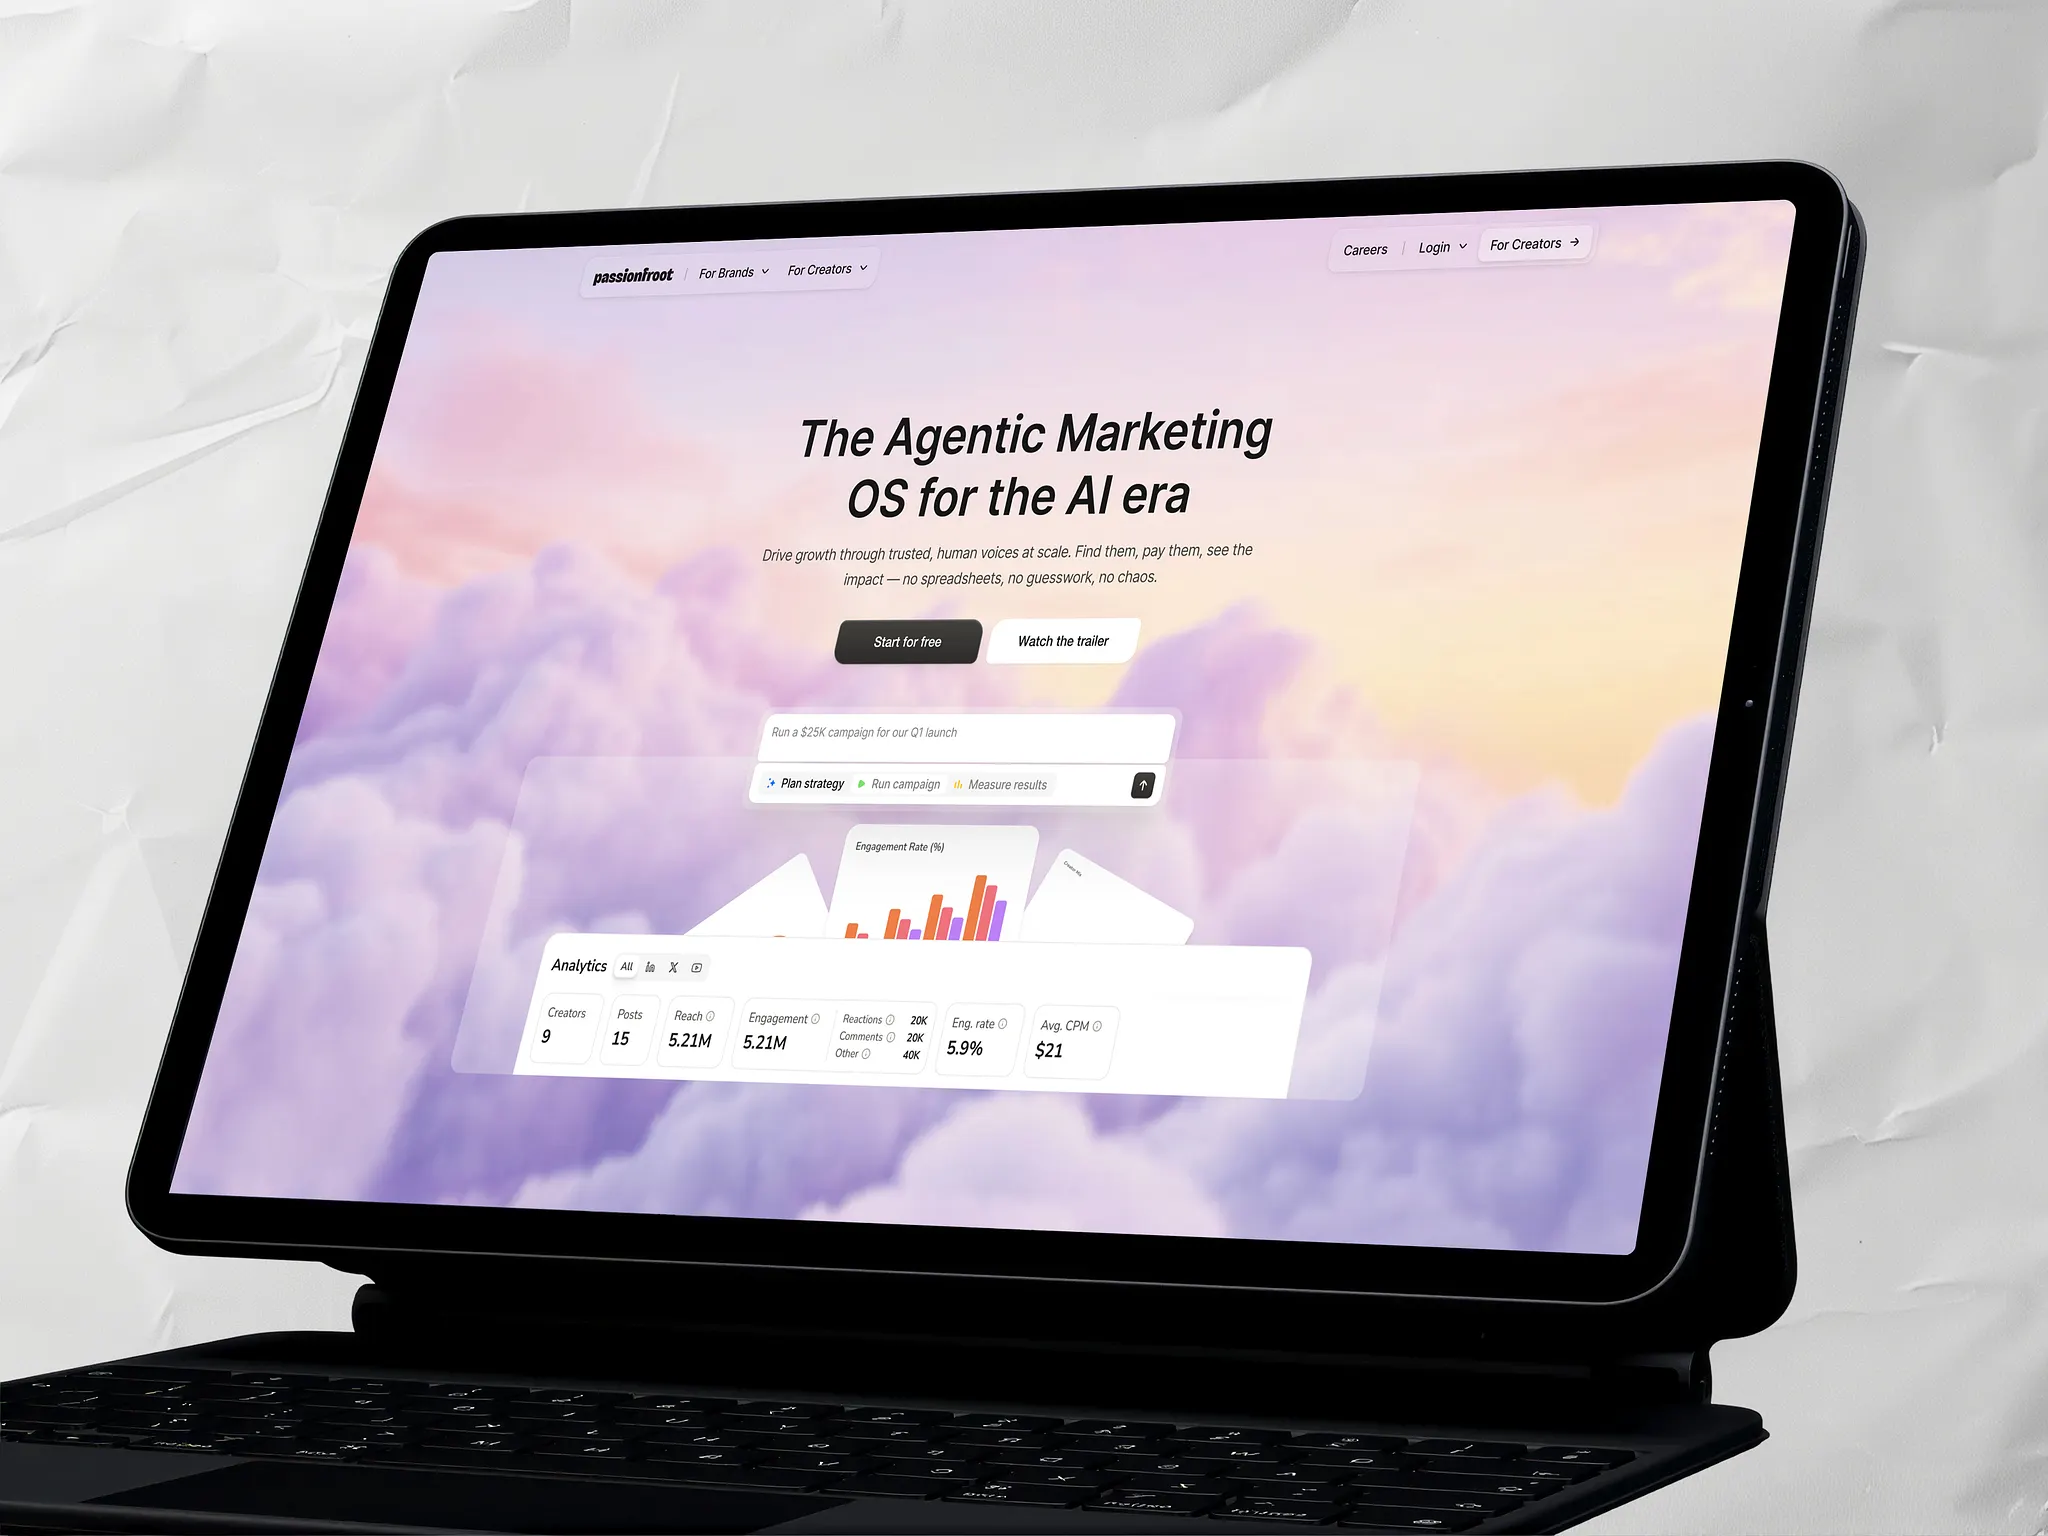 passionfroot
For Brands
For Creators
Careers
Login
For Creators
The Agentic Marketing
OS for the AI era
Drive growth through trusted, human voices at scale. Find them, pay them, see the
impact — no spreadsheets, no guesswork, no chaos.
Start for free
Watch the trailer
Run a $25K campaign for our Q1 launch
Plan strategy
Run campaign
Measure results
Engagement Rate (%)
Creator Mix
Analytics
All
Creators
9
Posts
15
Reach
5.21M
Engagement
5.21M
Reactions 20K
Comments 20K
Other 40K
Eng. rate
5.9%
Avg. CPM
$21